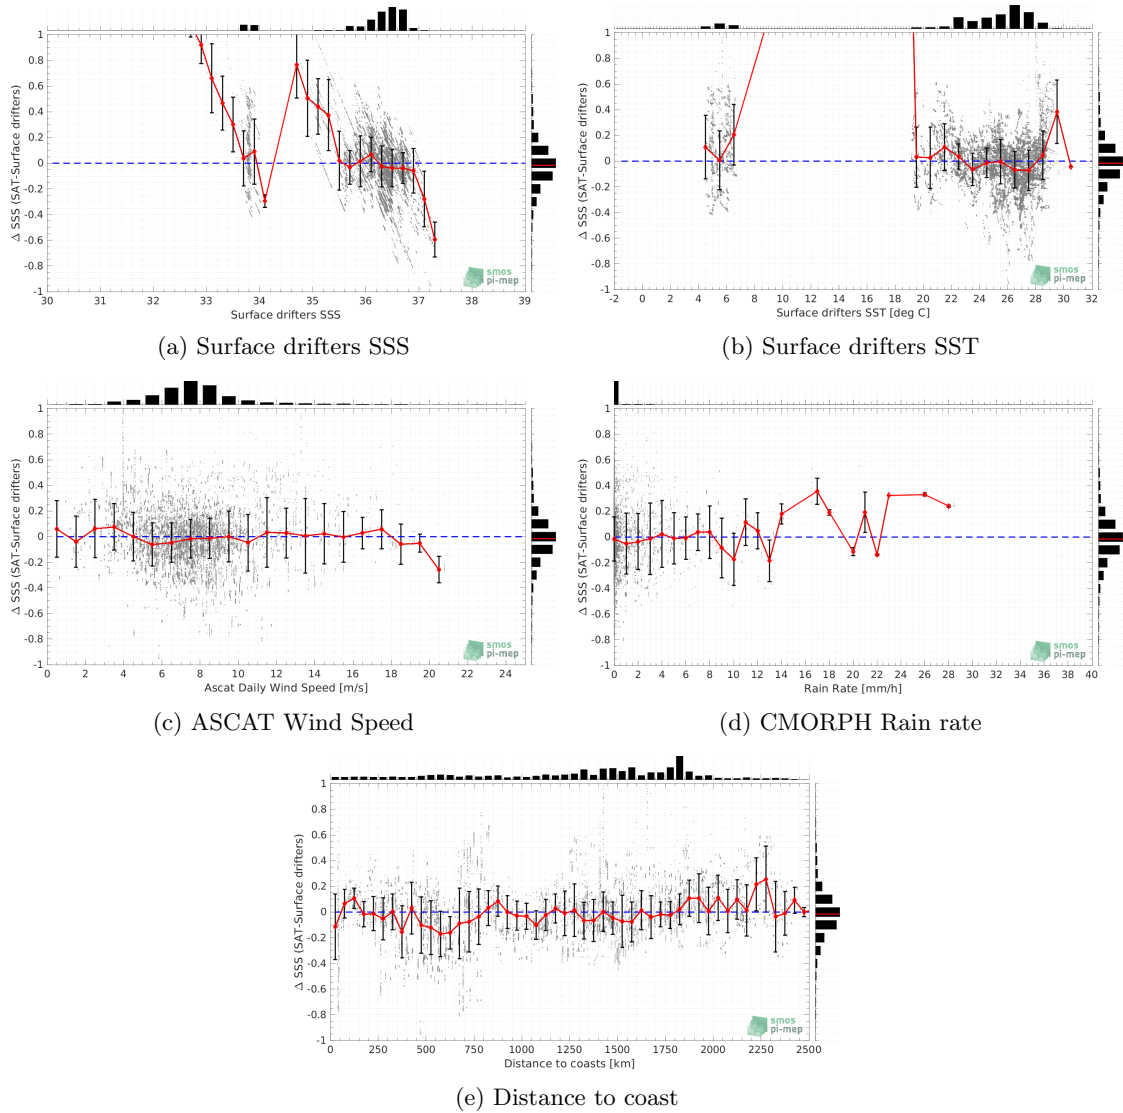 1
0.8
0.6
0.4
0.2
0
-0.2
-0.4
-0.6
-0.8
-1
Δ SSS (SAT-Surface drifters)
30 31 32 33 34 35 36 37 38 39
Surface drifters SSS
smos
pi-mep
(a) Surface drifters SSS
1
0.8
0.6
0.4
0.2
0
-0.2
-0.4
-0.6
-0.8
-1
Δ SSS (SAT-Surface drifters)
-2 0 2 4 6 8 10 12 14 16 18 20 22 24 26 28 30 32
Surface drifters SST [deg C]
smos
pi-mep
(b) Surface drifters SST
1
0.8
0.6
0.4
0.2
0
-0.2
-0.4
-0.6
-0.8
-1
Δ SSS (SAT-Surface drifters)
0 2 4 6 8 10 12 14 16 18 20 22 24
Ascat Daily Wind Speed [m/s]
smos
pi-mep
(c) ASCAT Wind Speed
1
0.8
0.6
0.4
0.2
0
-0.2
-0.4
-0.6
-0.8
-1
Δ SSS (SAT-Surface drifters)
0 2 4 6 8 10 12 14 16 18 20 22 24 26 28 30 32 34 36 38 40
Rain Rate [mm/h]
smos
pi-mep
(d) CMORPH Rain rate
1
0.8
0.6
0.4
0.2
0
-0.2
-0.4
-0.6
-0.8
-1
Δ SSS (SAT-Surface drifters)
0 250 500 750 1000 1250 1500 1750 2000 2250 2500
Distance to coasts [km]
smos
pi-mep
(e) Distance to coast